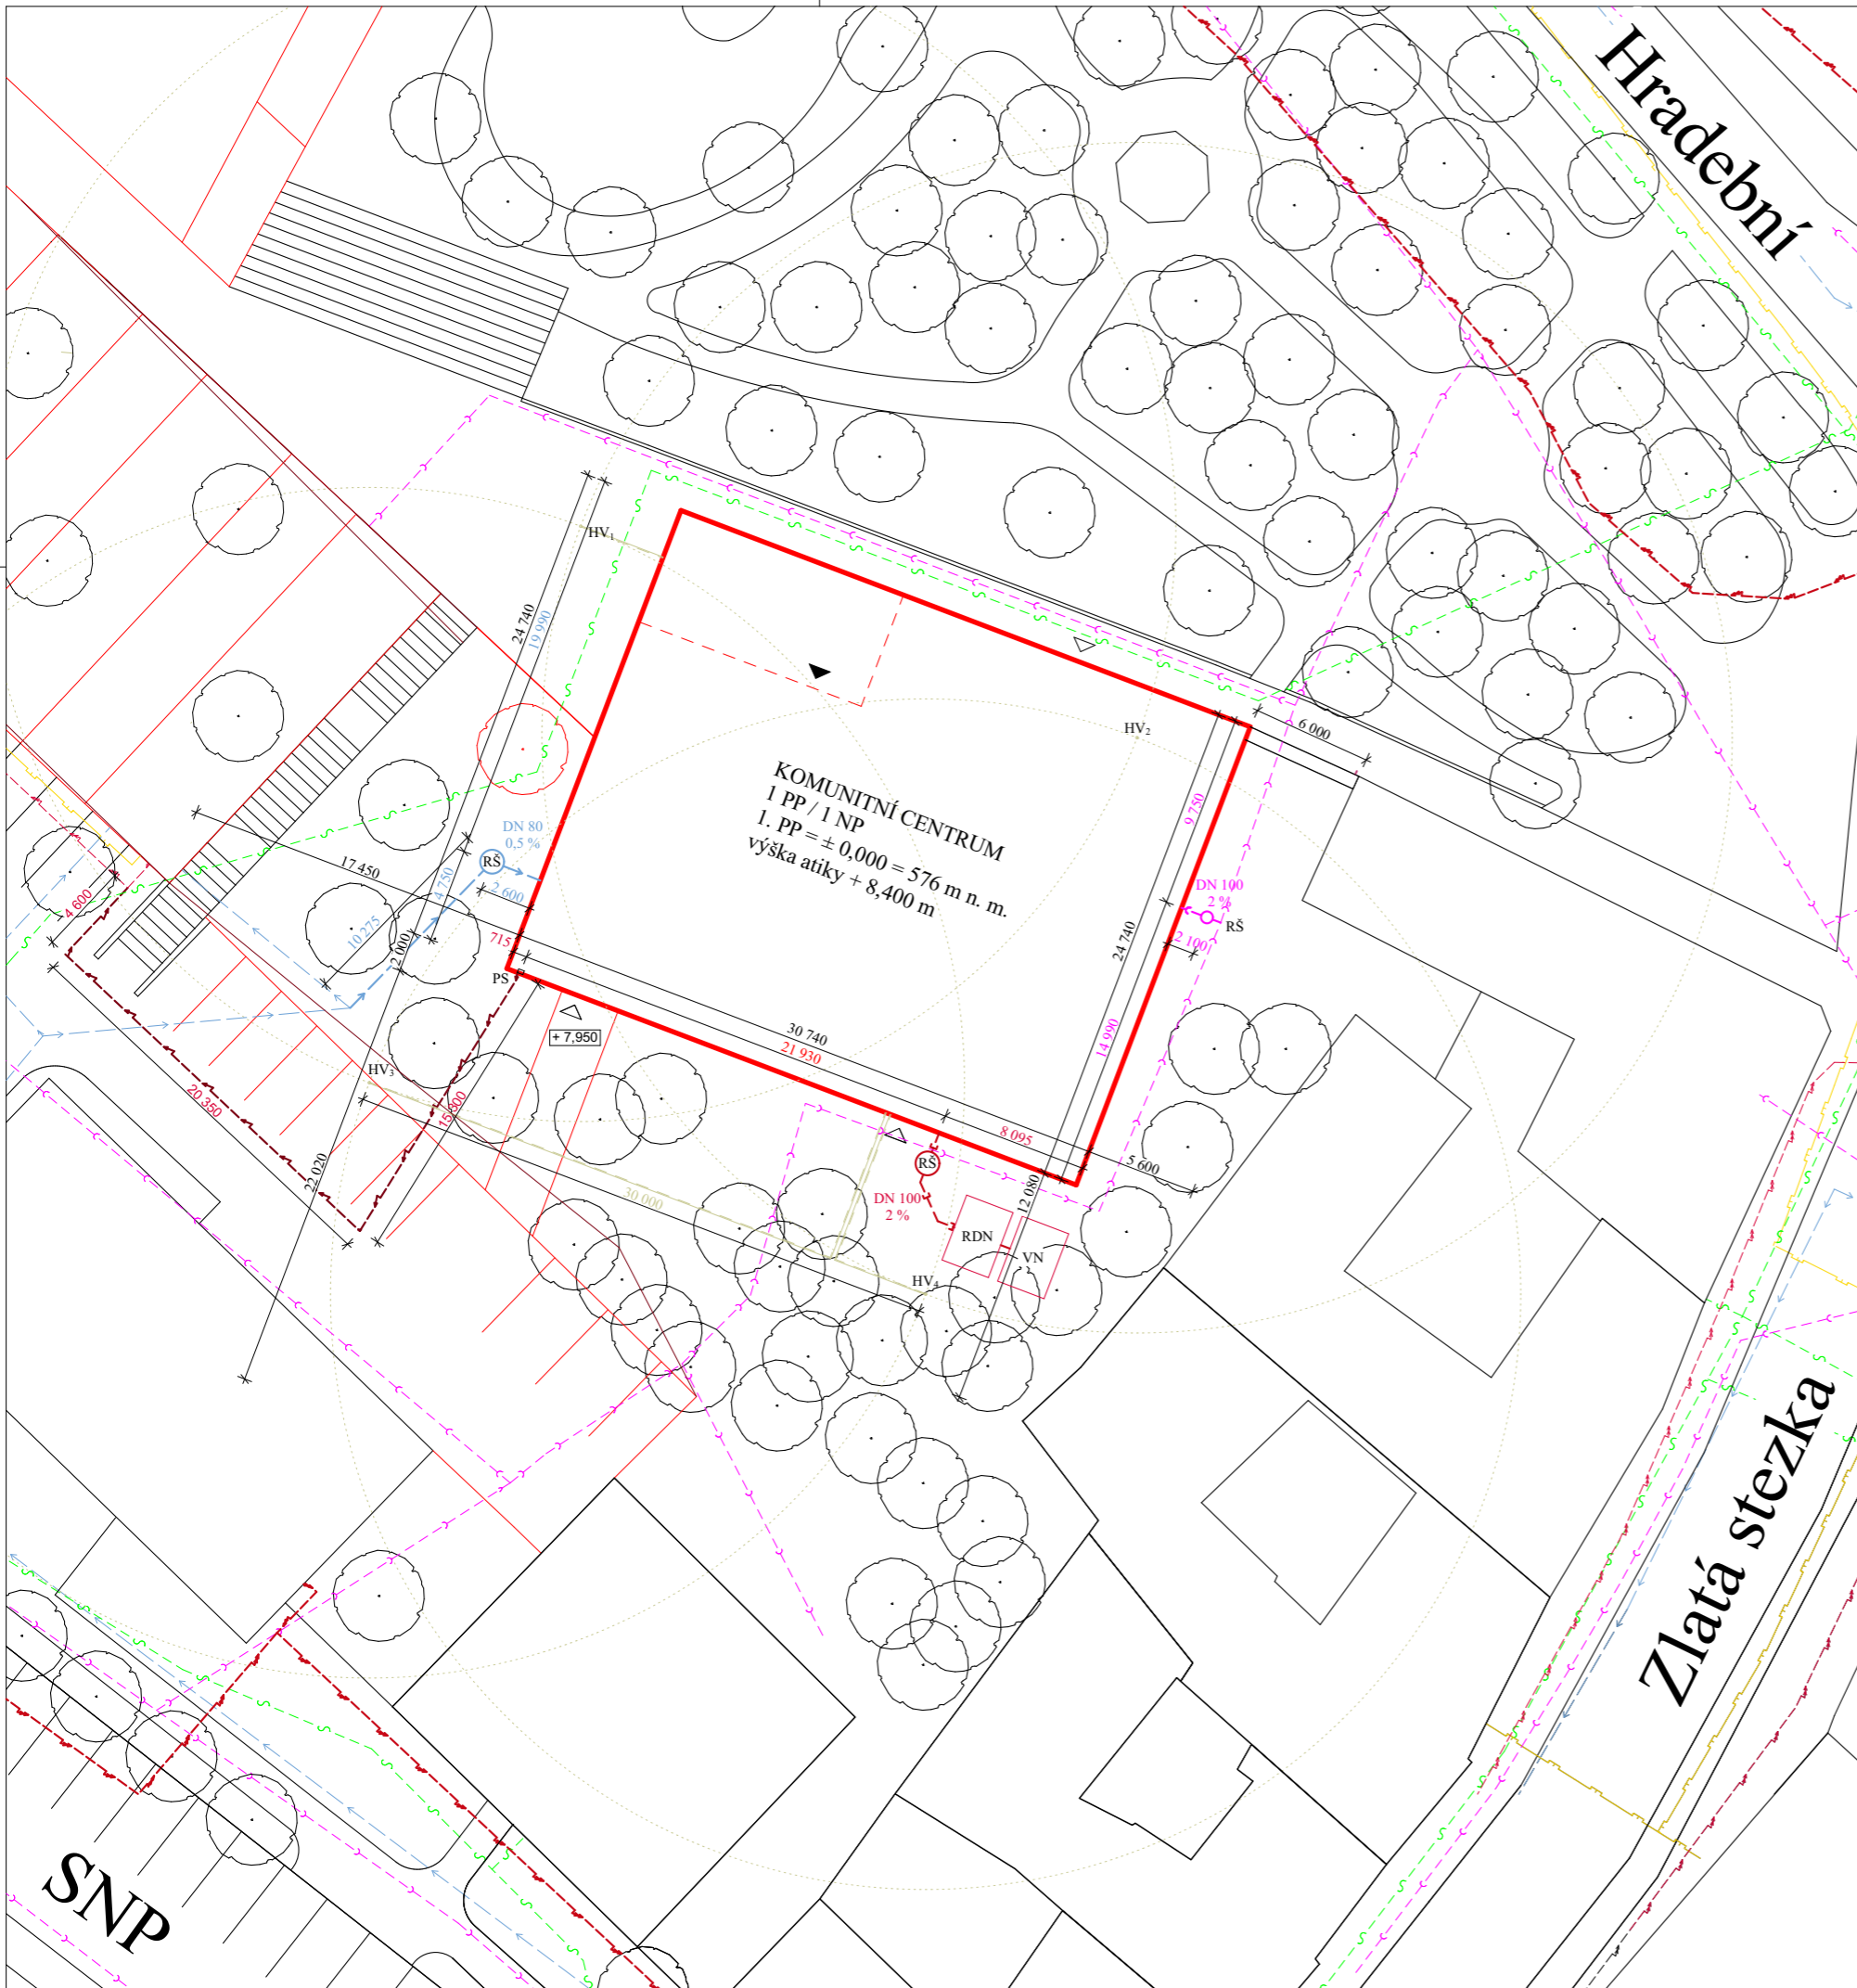 Hradební
HV1
24 740
19 990
HV2
6 000
KOMUNITNÍ CENTRUM
1 PP / 1 NP
1. PP = ± 0,000 = 576 m n. m.
výška atiky + 8,400 m
9 750
DN 80
0,5 %
RŠ
17 450
4 750
2 600
4 600
10 275
2 000
715
PS
DN 100
2 %
RŠ
2 100
24 740
+ 7,950
30 740
21 930
14 990
HV3
20 350
15 300
8 095
5 600
RŠ
22 020
30 000
DN 100
2 %
12 080
RDN
VN
HV4
Zlatá stezka
SNP